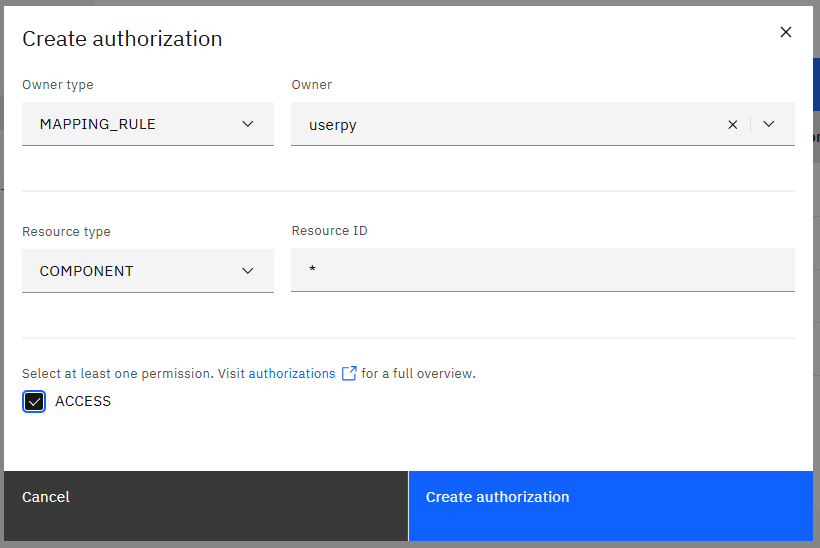 Create authorization
Owner type
Owner
MAPPING_RULE
userpy
Resource type
Resource ID
COMPONENT
*
Select at least one permission. Visit authorizations for a full overview.
ACCESS
Cancel
Create authorization